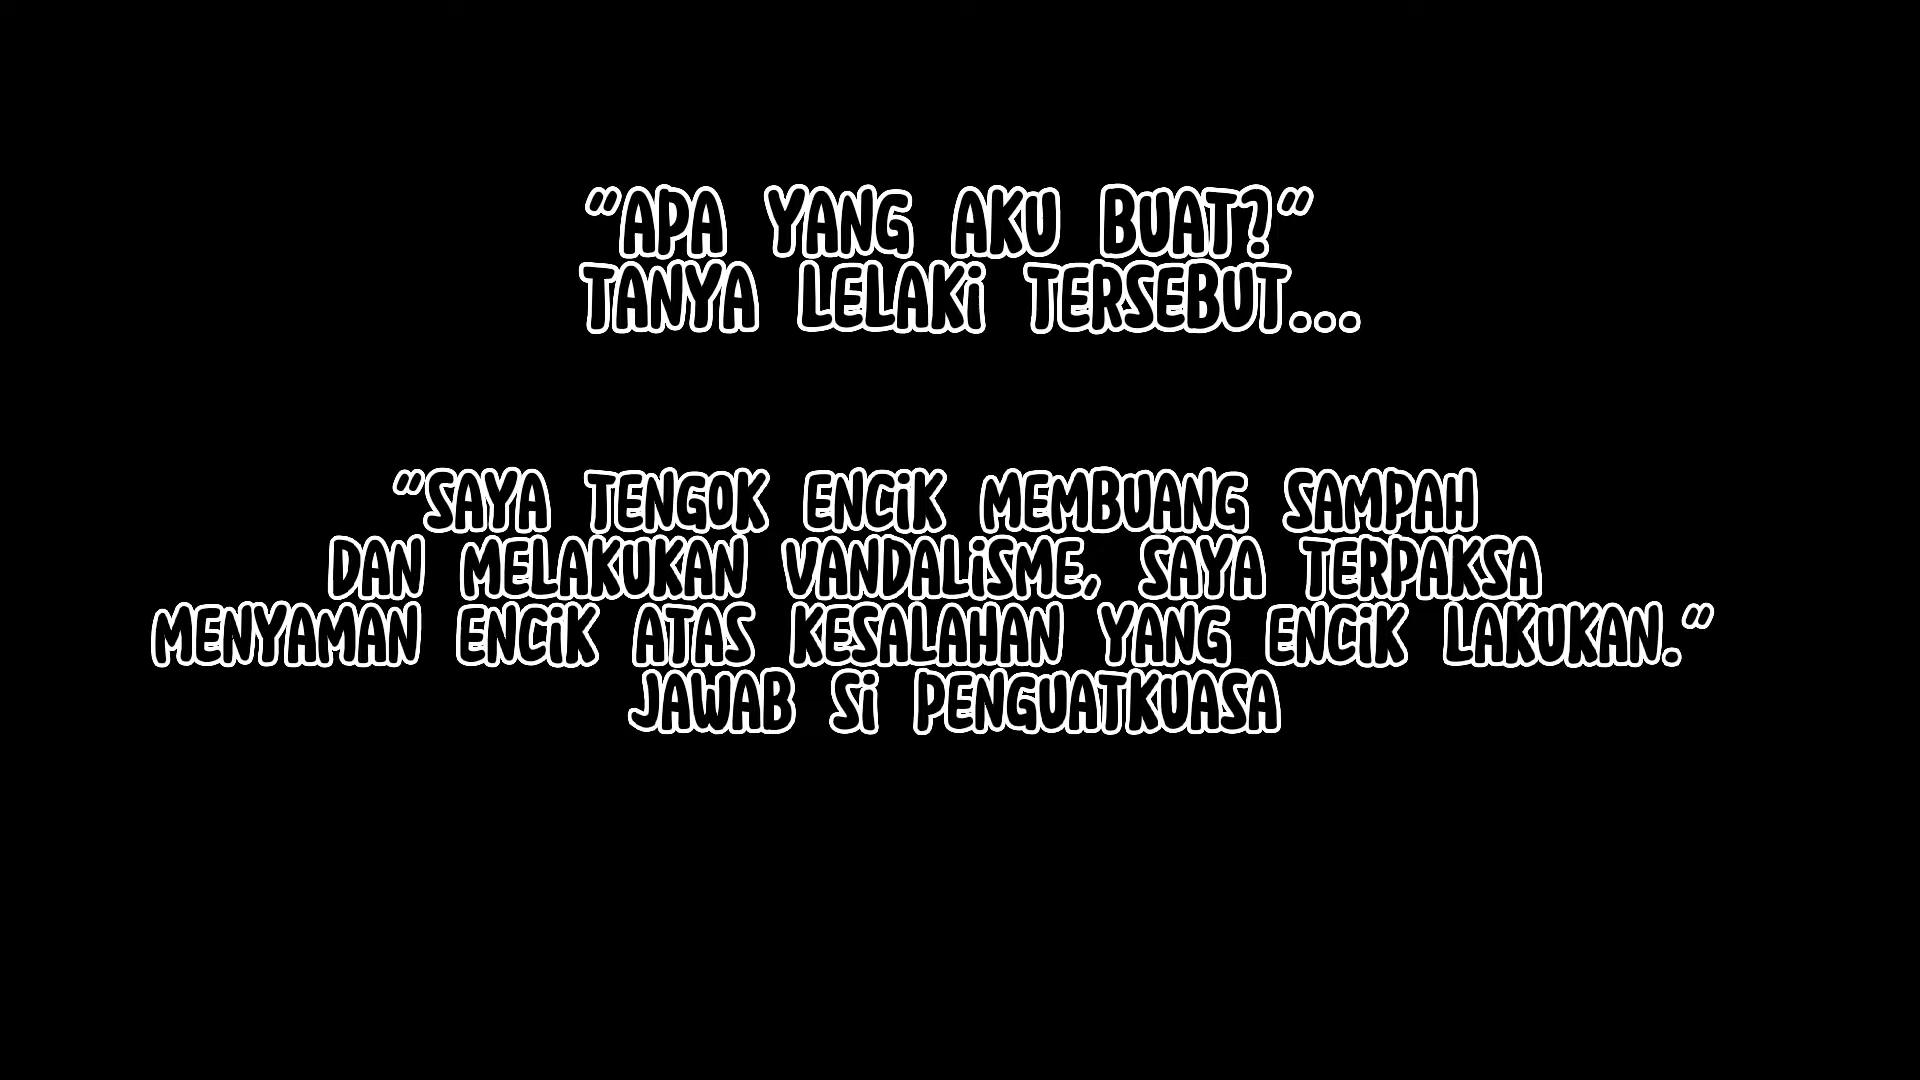 "APA YANG AKU BUAT?"
TANYA LELAKI TERSEBUT...
"SAYA TENGOK ENCIK MEMBUANG SAMPAH
DAN MELAKUKAN VANDALISME, SAYA TERPAKSA
MENYAMAN ENCIK ATAS KESALAHAN YANG ENCIK LAKUKAN."
JAWAB SI PENGUATKUASA